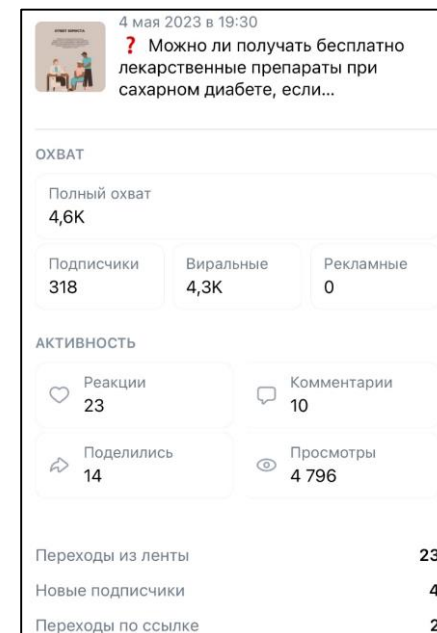 ОТВЕТ ЮРИСТА
4 мая 2023 в 19:30
❓ Можно ли получать бесплатно
лекарственные препараты при
сахарном диабете, если...
ОХВАТ
Полный охват
4,6K
Подписчики Виральные Рекламные
318 4,3K 0
АКТИВНОСТЬ
Реакции Комментарии
23 10
Поделились Просмотры
14 4 796
Переходы из ленты 23
Новые подписчики 4
Переходы по ссылке 2